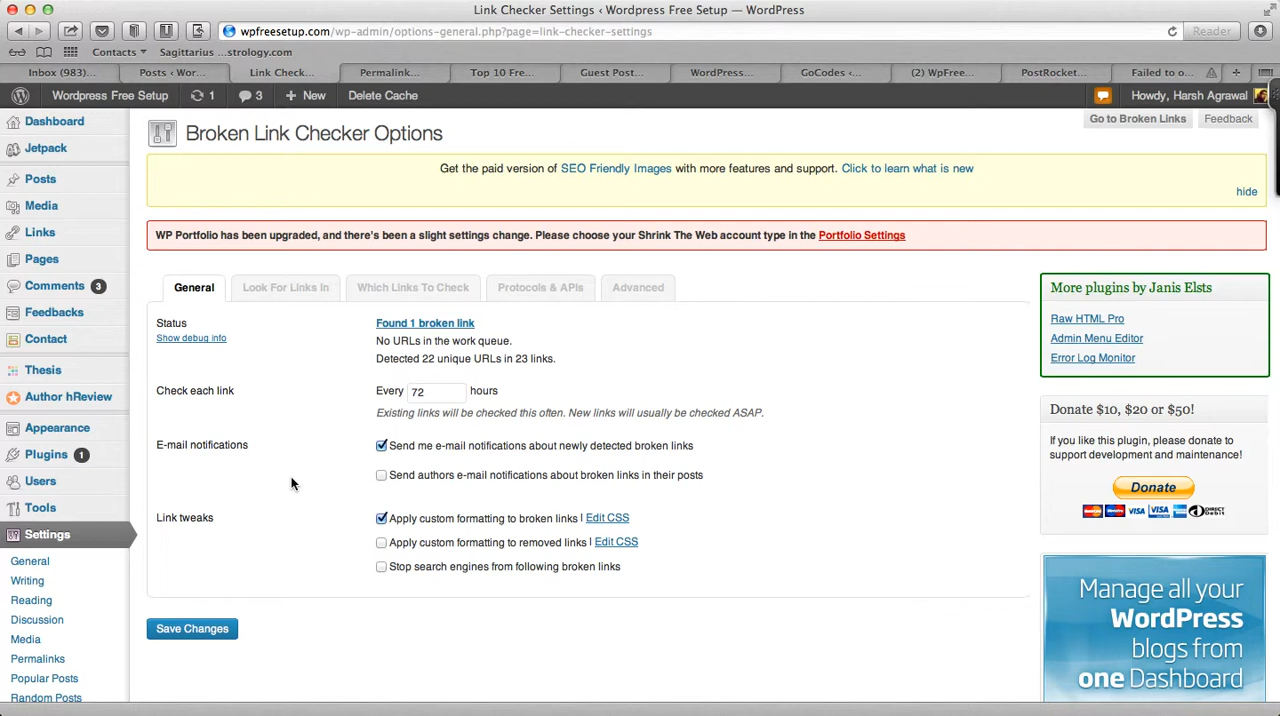 Link Checker Settings ‹ Wordpress Free Setup — WordPress
wpfreesetup.com/wp-admin/options-general.php?page=link-checker-settings
Reader
Contacts
Sagittarius ...strology.com
Inbox (983)...
Posts ‹ Wor...
Link Check...
Permalink...
Top 10 Fre...
Guest Post...
WordPress...
GoCodes ‹...
(2) WpFree...
PostRocket...
Failed to o...
Wordpress Free Setup
1
3
+ New
Delete Cache
Howdy, Harsh Agrawal
Dashboard
Jetpack
Posts
Media
Links
Pages
Comments 3
Feedbacks
Contact
Thesis
Author hReview
Appearance
Plugins 1
Users
Tools
Settings
General
Writing
Reading
Discussion
Media
Permalinks
Popular Posts
Random Posts
Broken Link Checker Options
Go to Broken Links
Feedback
Get the paid version of SEO Friendly Images with more features and support. Click to learn what is new
hide
WP Portfolio has been upgraded, and there's been a slight settings change. Please choose your Shrink The Web account type in the Portfolio Settings
General
Look For Links In
Which Links To Check
Protocols & APIs
Advanced
Status
Show debug info
Found 1 broken link
No URLs in the work queue.
Detected 22 unique URLs in 23 links.
Check each link
Every 72 hours
Existing links will be checked this often. New links will usually be checked ASAP.
E-mail notifications
Send me e-mail notifications about newly detected broken links
Send authors e-mail notifications about broken links in their posts
Link tweaks
Apply custom formatting to broken links | Edit CSS
Apply custom formatting to removed links | Edit CSS
Stop search engines from following broken links
Save Changes
More plugins by Janis Elsts
Raw HTML Pro
Admin Menu Editor
Error Log Monitor
Donate $10, $20 or $50!
If you like this plugin, please donate to
support development and maintenance!
Donate
VISA
VISA
DIRECT
Debit
Manage all your
WordPress
blogs from
one Dashboard